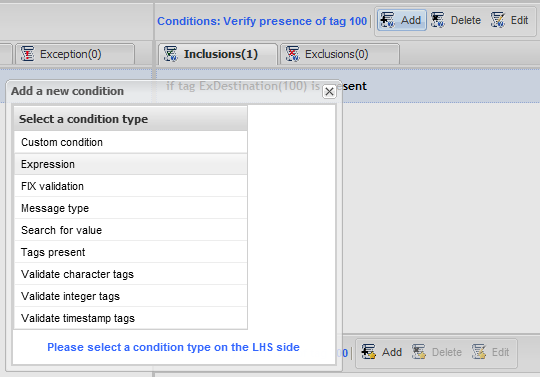 Conditions: Verify presence of tag 100 Add Delete Edit
Exception(0) Inclusions(1) Exclusions(0)
if tag ExDestination(100) is present
Add a new condition
Select a condition type
Custom condition
Expression
FIX validation
Message type
Search for value
Tags present
Validate character tags
Validate integer tags
Validate timestamp tags
Please select a condition type on the LHS side
00 Add Delete Edit